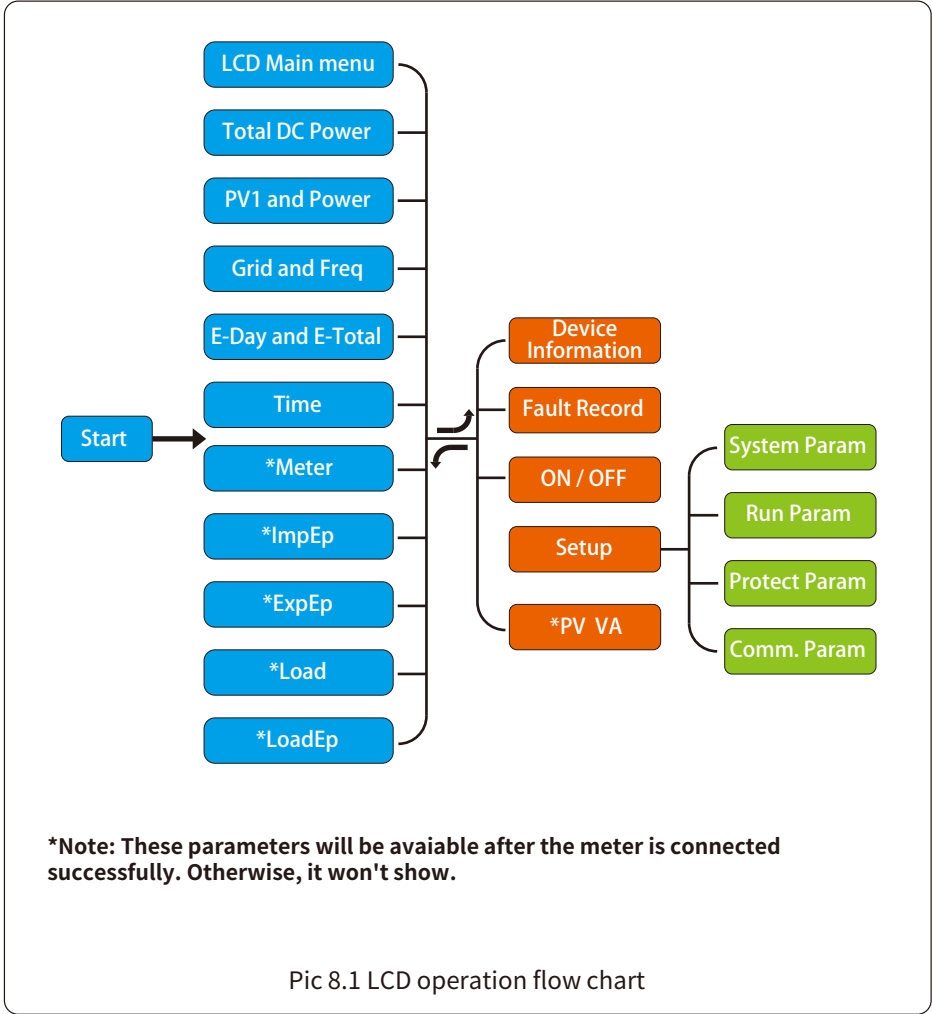 LCD Main menu
Total DC Power
PV1 and Power
Grid and Freq
E-Day and E-Total
Time
Start
*Meter
*ImpEp
*ExpEp
*Load
*LoadEp
Device
Information
Fault Record
ON / OFF
Setup
*PV VA
System Param
Run Param
Protect Param
Comm. Param
*Note: These parameters will be avaiable after the meter is connected
successfully. Otherwise, it won't show.
Pic 8.1 LCD operation flow chart